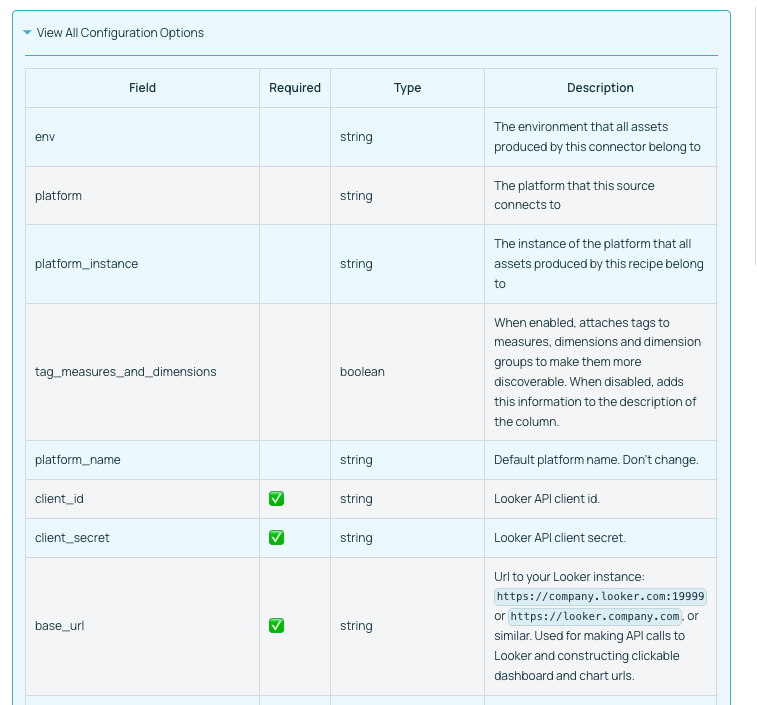 View All Configuration Options
Field Required Type Description
env string The environment that all assets
produced by this connector belong to
platform string The platform that this source
connects to
platform_instance string The instance of the platform that all
assets produced by this recipe belong
to
tag_measures_and_dimensions boolean When enabled, attaches tags to
measures, dimensions and dimension
groups to make them more
discoverable. When disabled, adds
this information to the description of
the column.
platform_name string Default platform name. Don't change.
client_id ✅ string Looker API client id.
client_secret ✅ string Looker API client secret.
base_url ✅ string Url to your Looker instance:
https://company.looker.com:19999
or https://looker.company.com, or
similar. Used for making API calls to
Looker and constructing clickable
dashboard and chart urls.